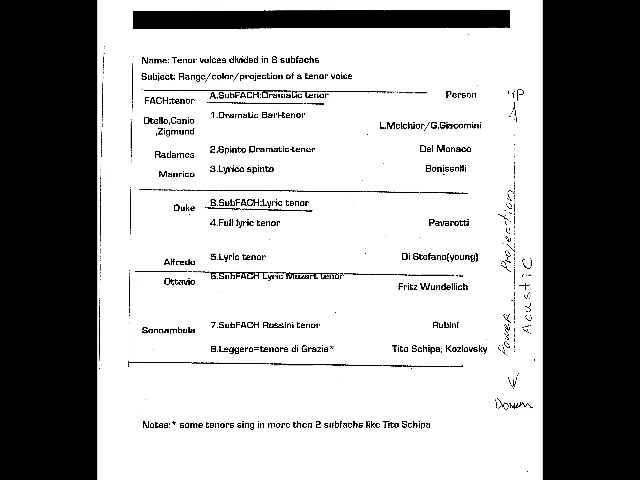 Name: Tenor voices divided in 8 subfachs
Subject: Range/color/projection of a tenor voice
FACH:tenor A.SubFACH:Dramatic tenor Person
Otello,Canio ,Zigmund 1.Dramatic Bari-tenor L.Melchior/G.Giacomini
Radames 2.Spinto Dramatic-tenor Del Monaco
Manrico 3.Lyrico spinto Bonissolli
Duke B.SubFACH:Lyric tenor
4.Full lyric tenor Pavarotti
Alfredo 5.Lyric tenor Di Stefano(young)
Ottavio 6.SubFACH Lyric Mozart tenor Fritz Wundellich
Sonnambula 7.SubFACH Rossini tenor Rubini
8.Leggero=tenore di Grazia* Tito Schipa; Kozlovsky
Notes:* some tenors sing in more then 2 subfachs like Tito Schipa
Up
Power Projection
Acustic
Down